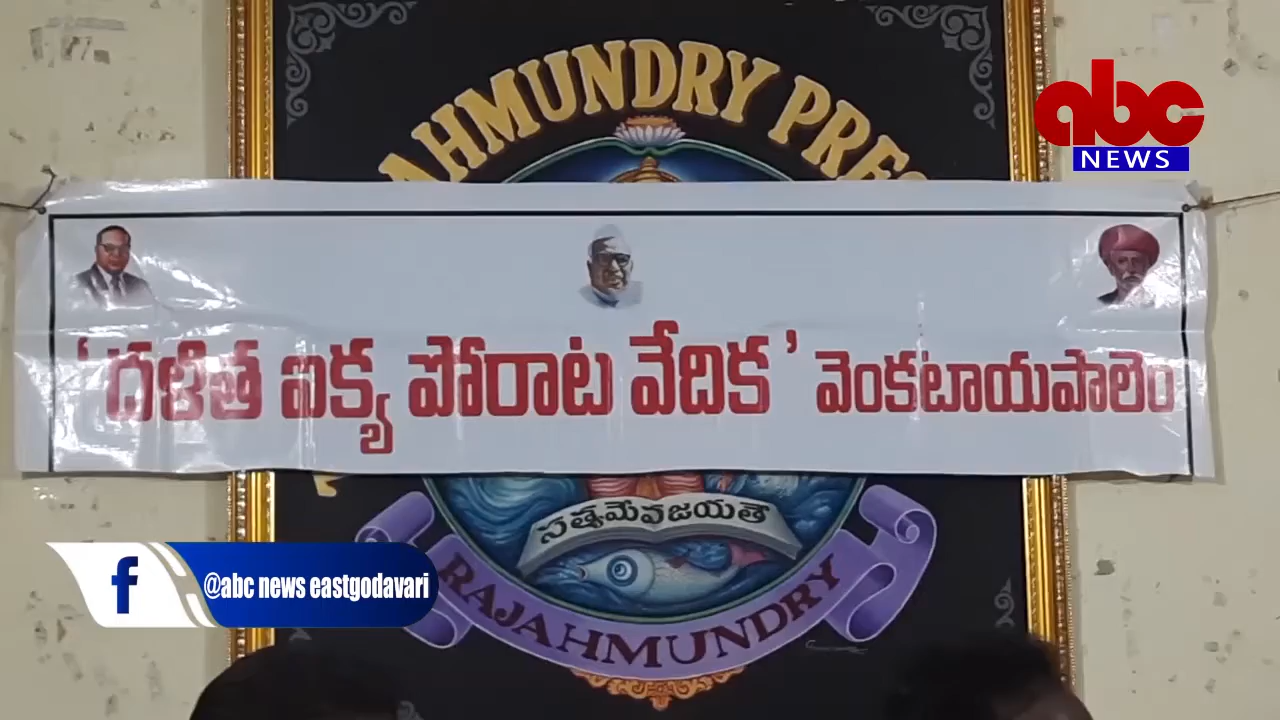 AHMUNDRY PRES
abc
NEWS
'దళిత ఐక్య పోరాట వేదిక' వెంకటాయపాలెం
సత్యమేవజయతే
RAJAHMUNDRY
f @abc news eastgodavari